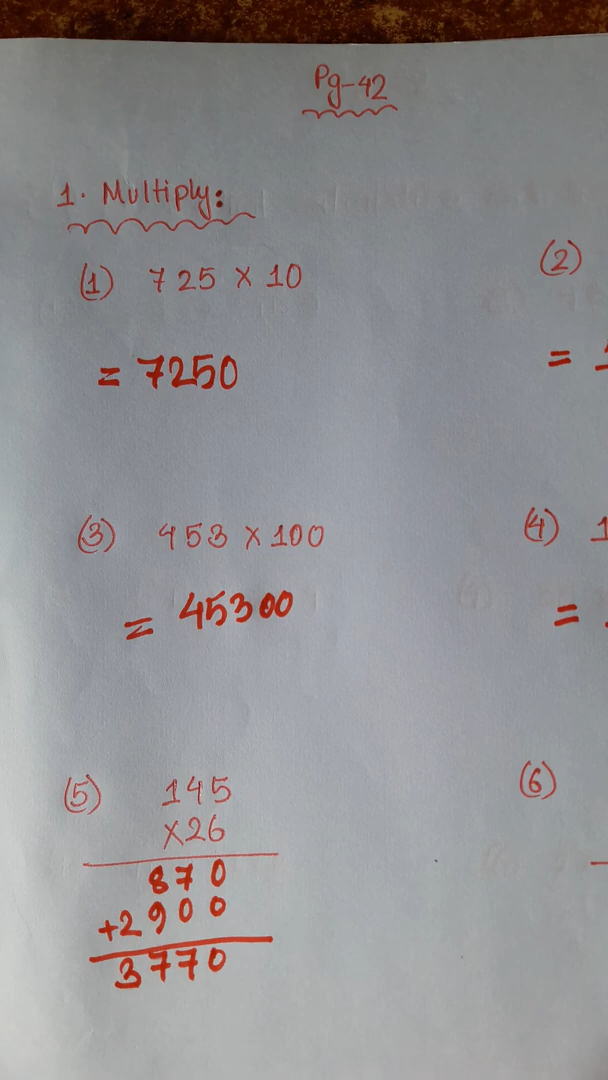 Pg-42
1. Multiply:
(1) 725 x 10
(2)
= 7250
=
(3) 453 x 100
(4) 1
= 45300
=
(5) 145
(6)
x26
870
+2900
3770